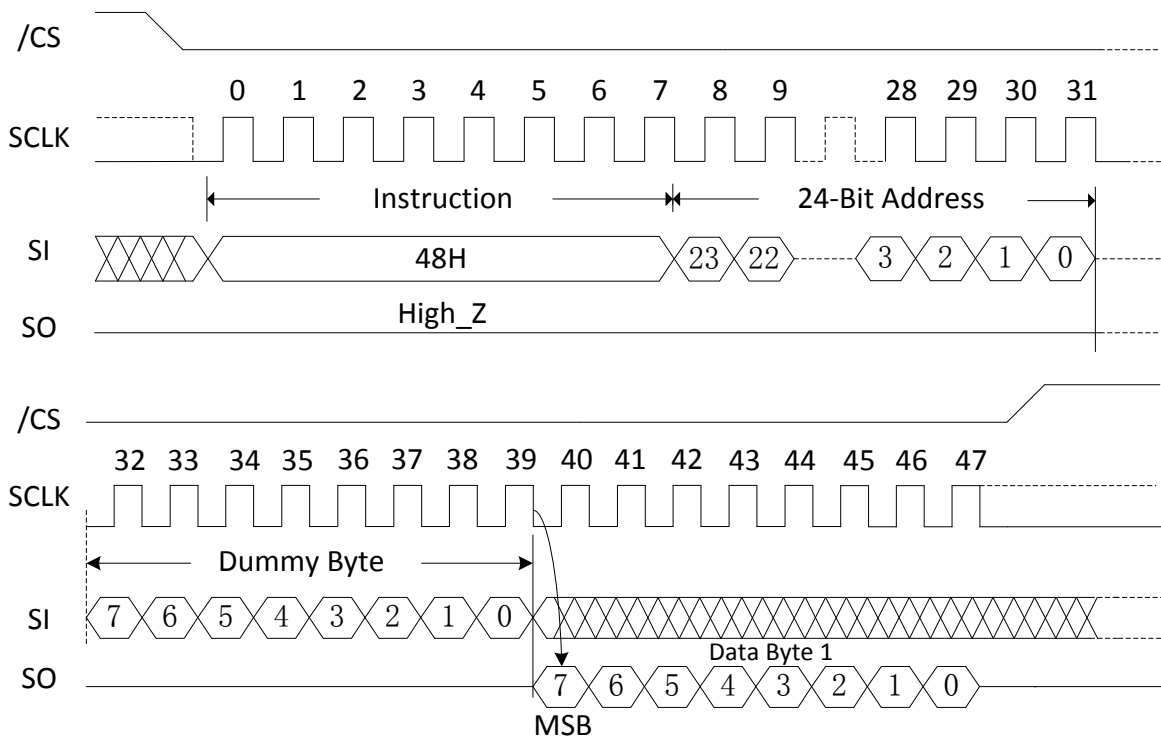 /CS
0 1 2 3 4 5 6 7 8 9 28 29 30 31
SCLK
Instruction 24-Bit Address
SI 48H 23 22 3 2 1 0
High_Z
SO
/CS
32 33 34 35 36 37 38 39 40 41 42 43 44 45 46 47
SCLK
Dummy Byte
SI 7 6 5 4 3 2 1 0
Data Byte 1
SO 7 6 5 4 3 2 1 0
MSB